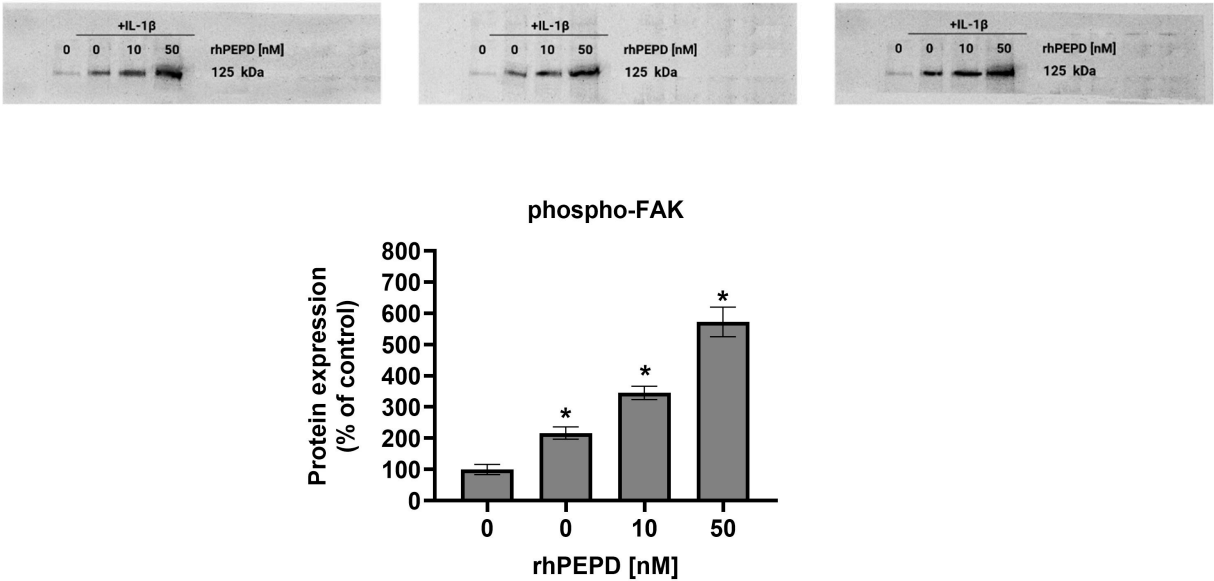 +IL-1β
0 0 10 50 rhPEPD [nM]
125 kDa
+IL-1β
0 0 10 50 rhPEPD [nM]
125 kDa
+IL-1β
0 0 10 50 rhPEPD [nM]
125 kDa
phospho-FAK
Protein expression
(% of control)
800
700
600
500
400
300
200
100
0
*
*
*
*
0 0 10 50
rhPEPD [nM]